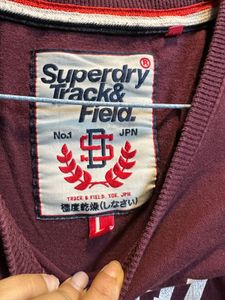 Superdry®
Track&
Field.
No.1 JPN
SD
TRACK & FIELD, TOK, JPN
極度乾燥(しなさい)
L